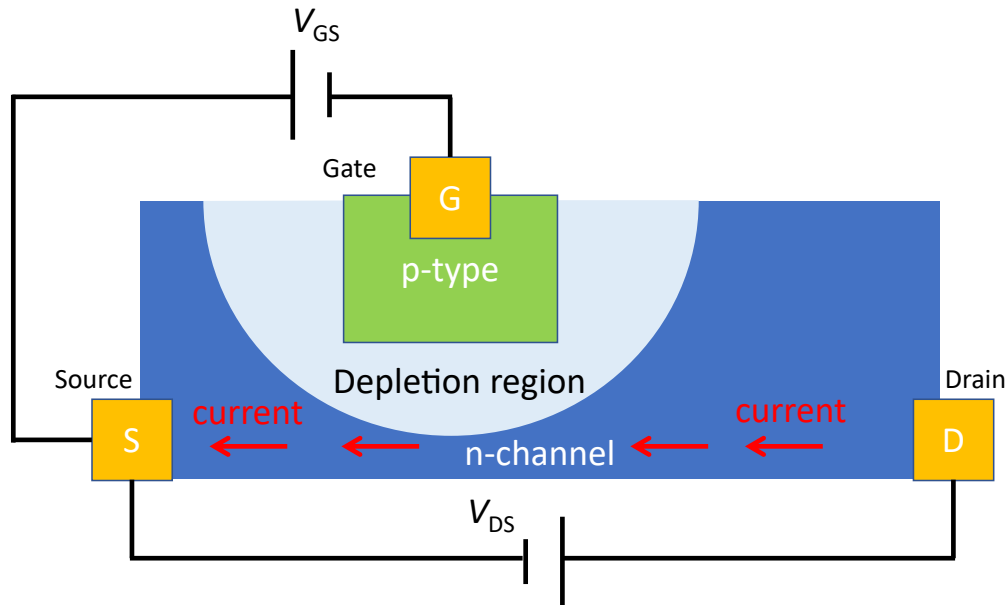 VGS
Gate
G
p-type
Depletion region
Source
Drain
current
current
S
n-channel
D
VDS